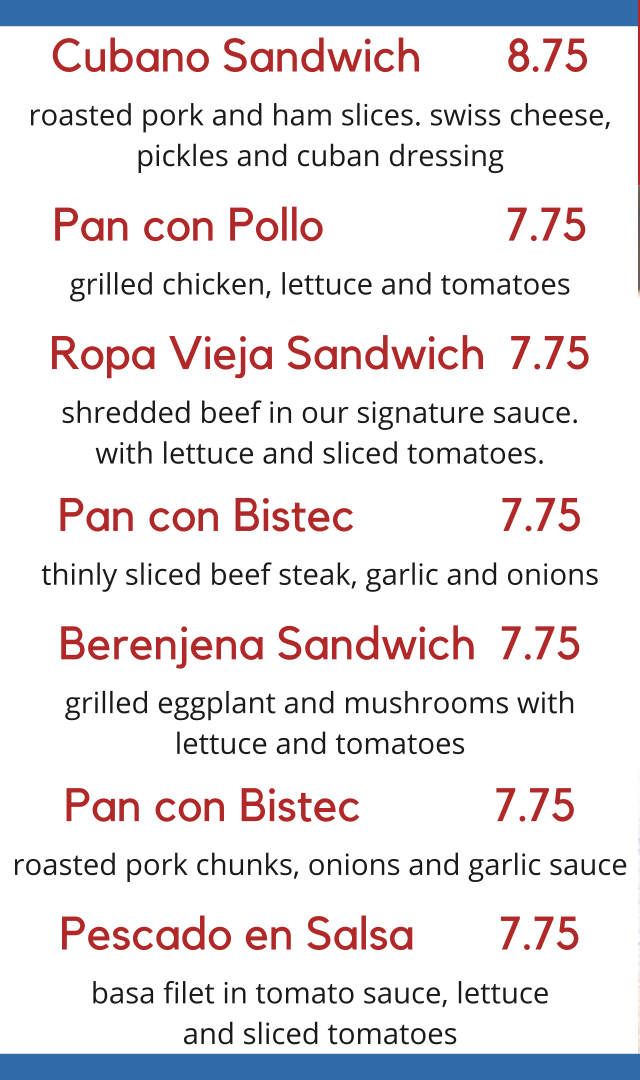 Cubano Sandwich 8.75
roasted pork and ham slices. swiss cheese,
pickles and cuban dressing
Pan con Pollo 7.75
grilled chicken, lettuce and tomatoes
Ropa Vieja Sandwich 7.75
shredded beef in our signature sauce.
with lettuce and sliced tomatoes.
Pan con Bistec 7.75
thinly sliced beef steak, garlic and onions
Berenjena Sandwich 7.75
grilled eggplant and mushrooms with
lettuce and tomatoes
Pan con Bistec 7.75
roasted pork chunks, onions and garlic sauce
Pescado en Salsa 7.75
basa filet in tomato sauce, lettuce
and sliced tomatoes